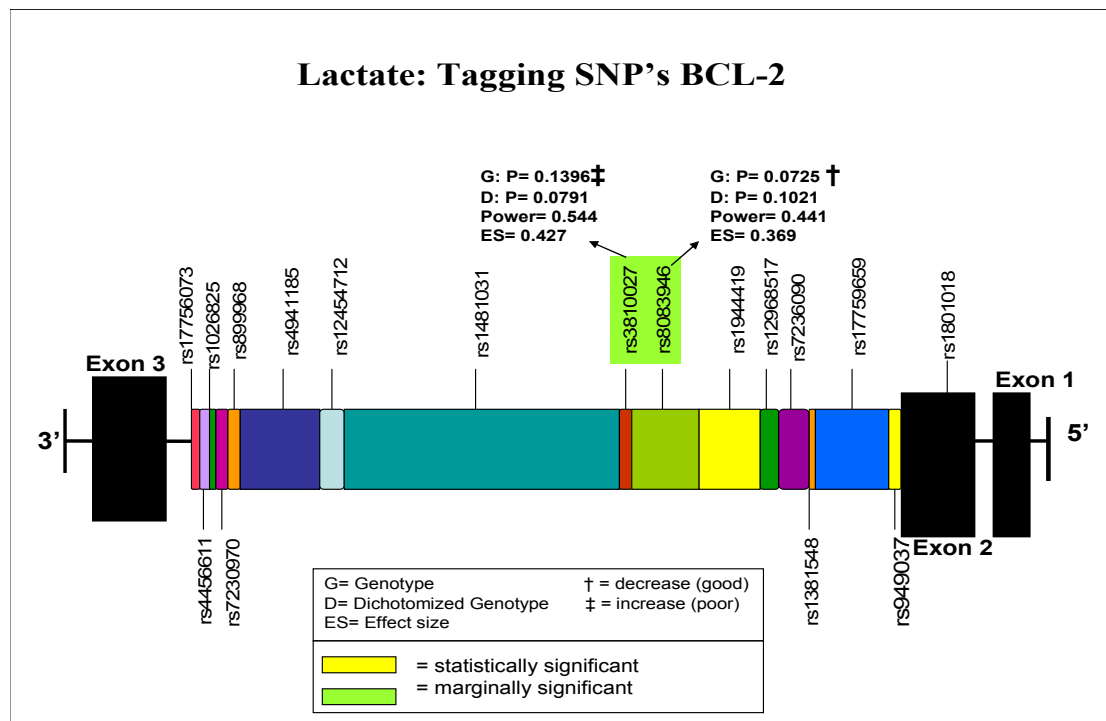 Lactate: Tagging SNP's BCL-2
G: P= 0.1396‡
D: P= 0.0791
Power= 0.544
ES= 0.427
G: P= 0.0725 †
D: P= 0.1021
Power= 0.441
ES= 0.369
rs17756073
rs1026825
rs899968
rs4941185
rs12454712
rs1481031
rs3810027
rs8083946
rs1944419
rs12968517
rs7236090
rs17759659
rs1801018
Exon 3
Exon 1
3’
5’
Exon 2
rs4456611
rs7230970
rs1381548
rs949037
G= Genotype
D= Dichotomized Genotype
ES= Effect size
† = decrease (good)
‡ = increase (poor)
= statistically significant
= marginally significant